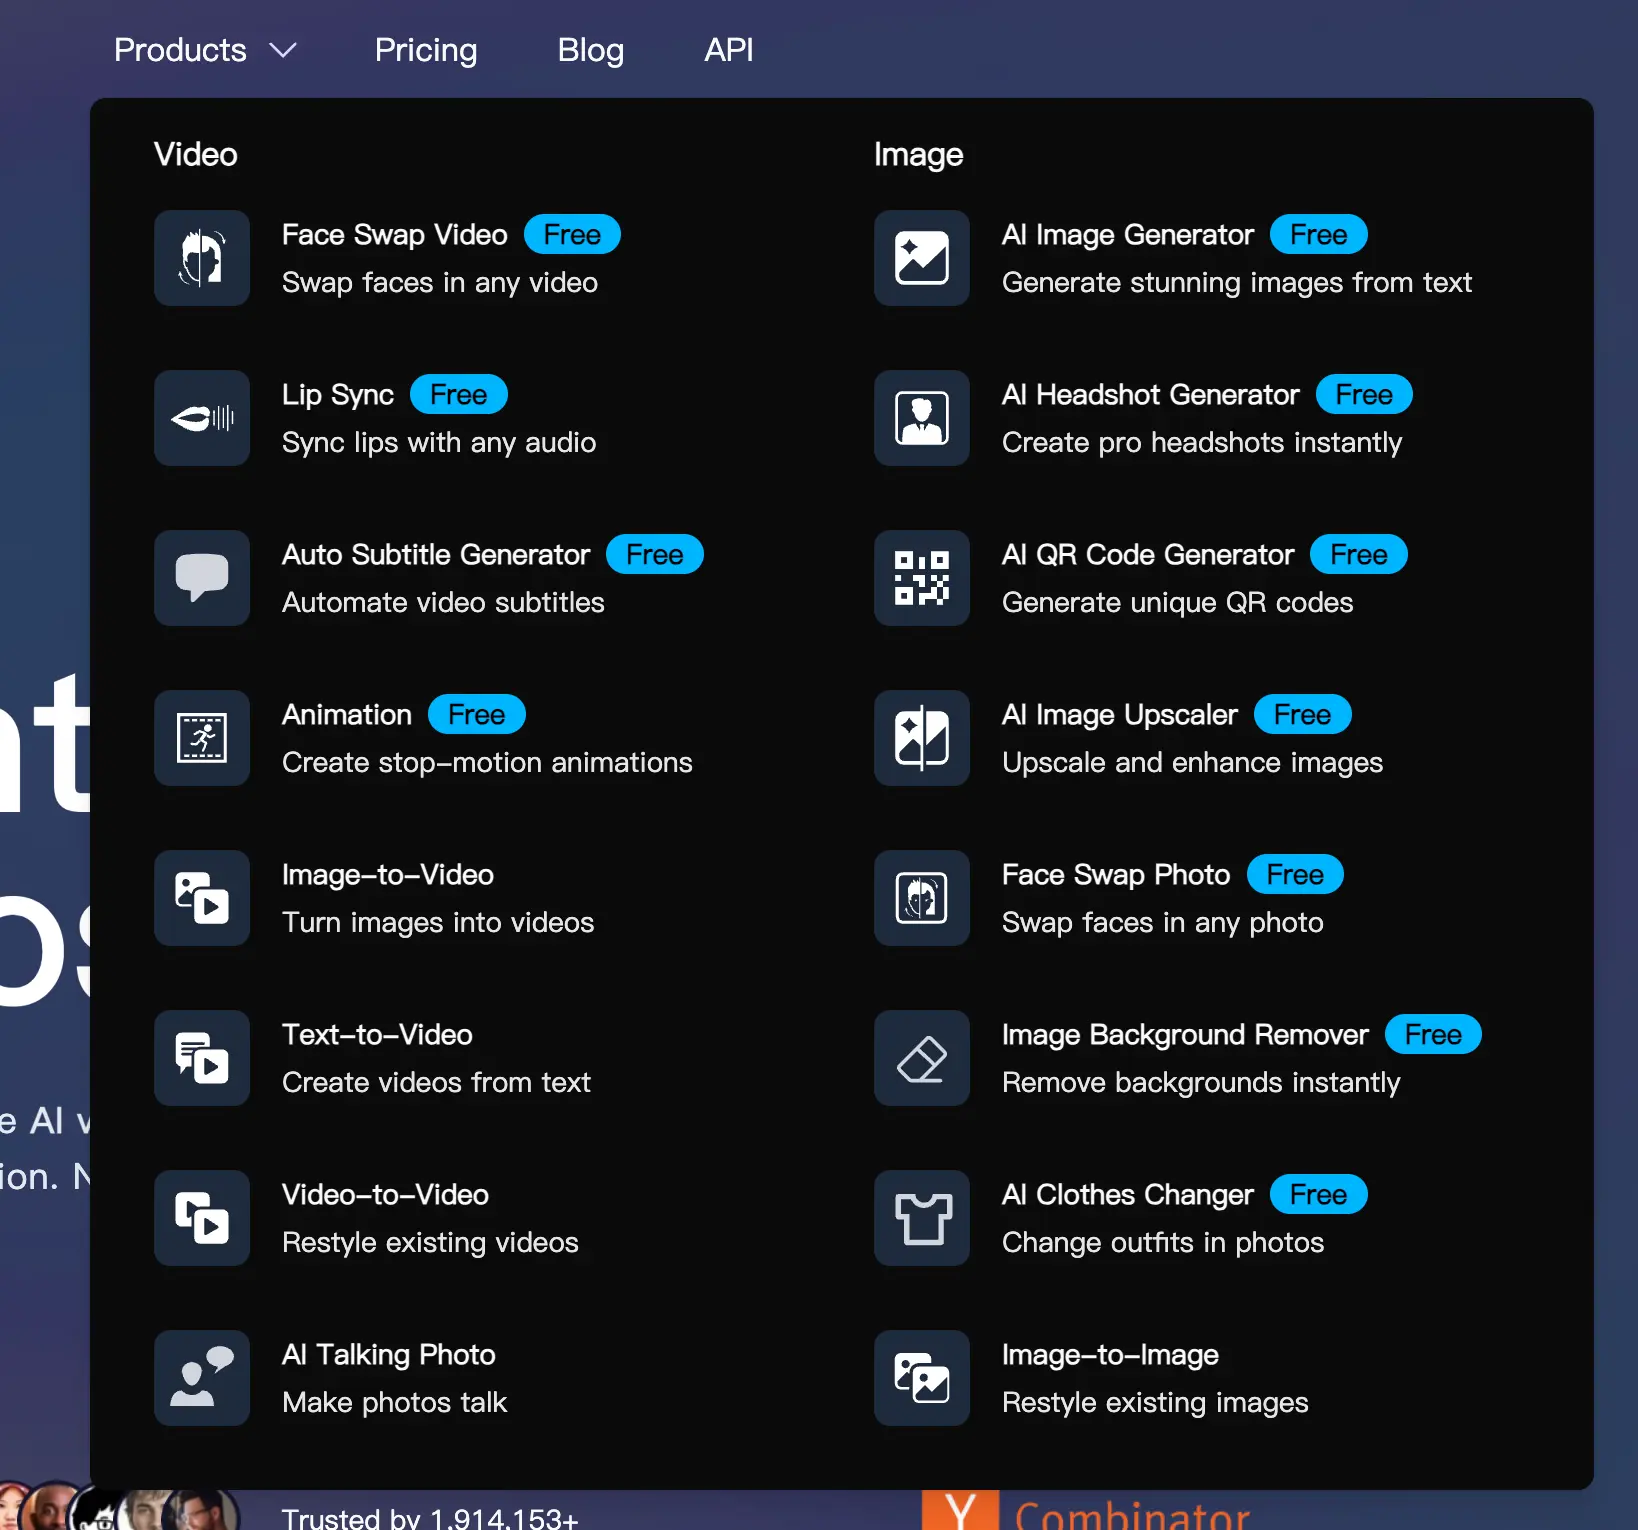 Products
Pricing
Blog
API
Video
Face Swap Video Free
Swap faces in any video
Lip Sync Free
Sync lips with any audio
Auto Subtitle Generator Free
Automate video subtitles
Animation Free
Create stop-motion animations
Image-to-Video
Turn images into videos
Text-to-Video
Create videos from text
Video-to-Video
Restyle existing videos
AI Talking Photo
Make photos talk
Image
AI Image Generator Free
Generate stunning images from text
AI Headshot Generator Free
Create pro headshots instantly
AI QR Code Generator Free
Generate unique QR codes
AI Image Upscaler Free
Upscale and enhance images
Face Swap Photo Free
Swap faces in any photo
Image Background Remover Free
Remove backgrounds instantly
AI Clothes Changer Free
Change outfits in photos
Image-to-Image
Restyle existing images
AI
Trusted by 1,914,153+
Y Combinator